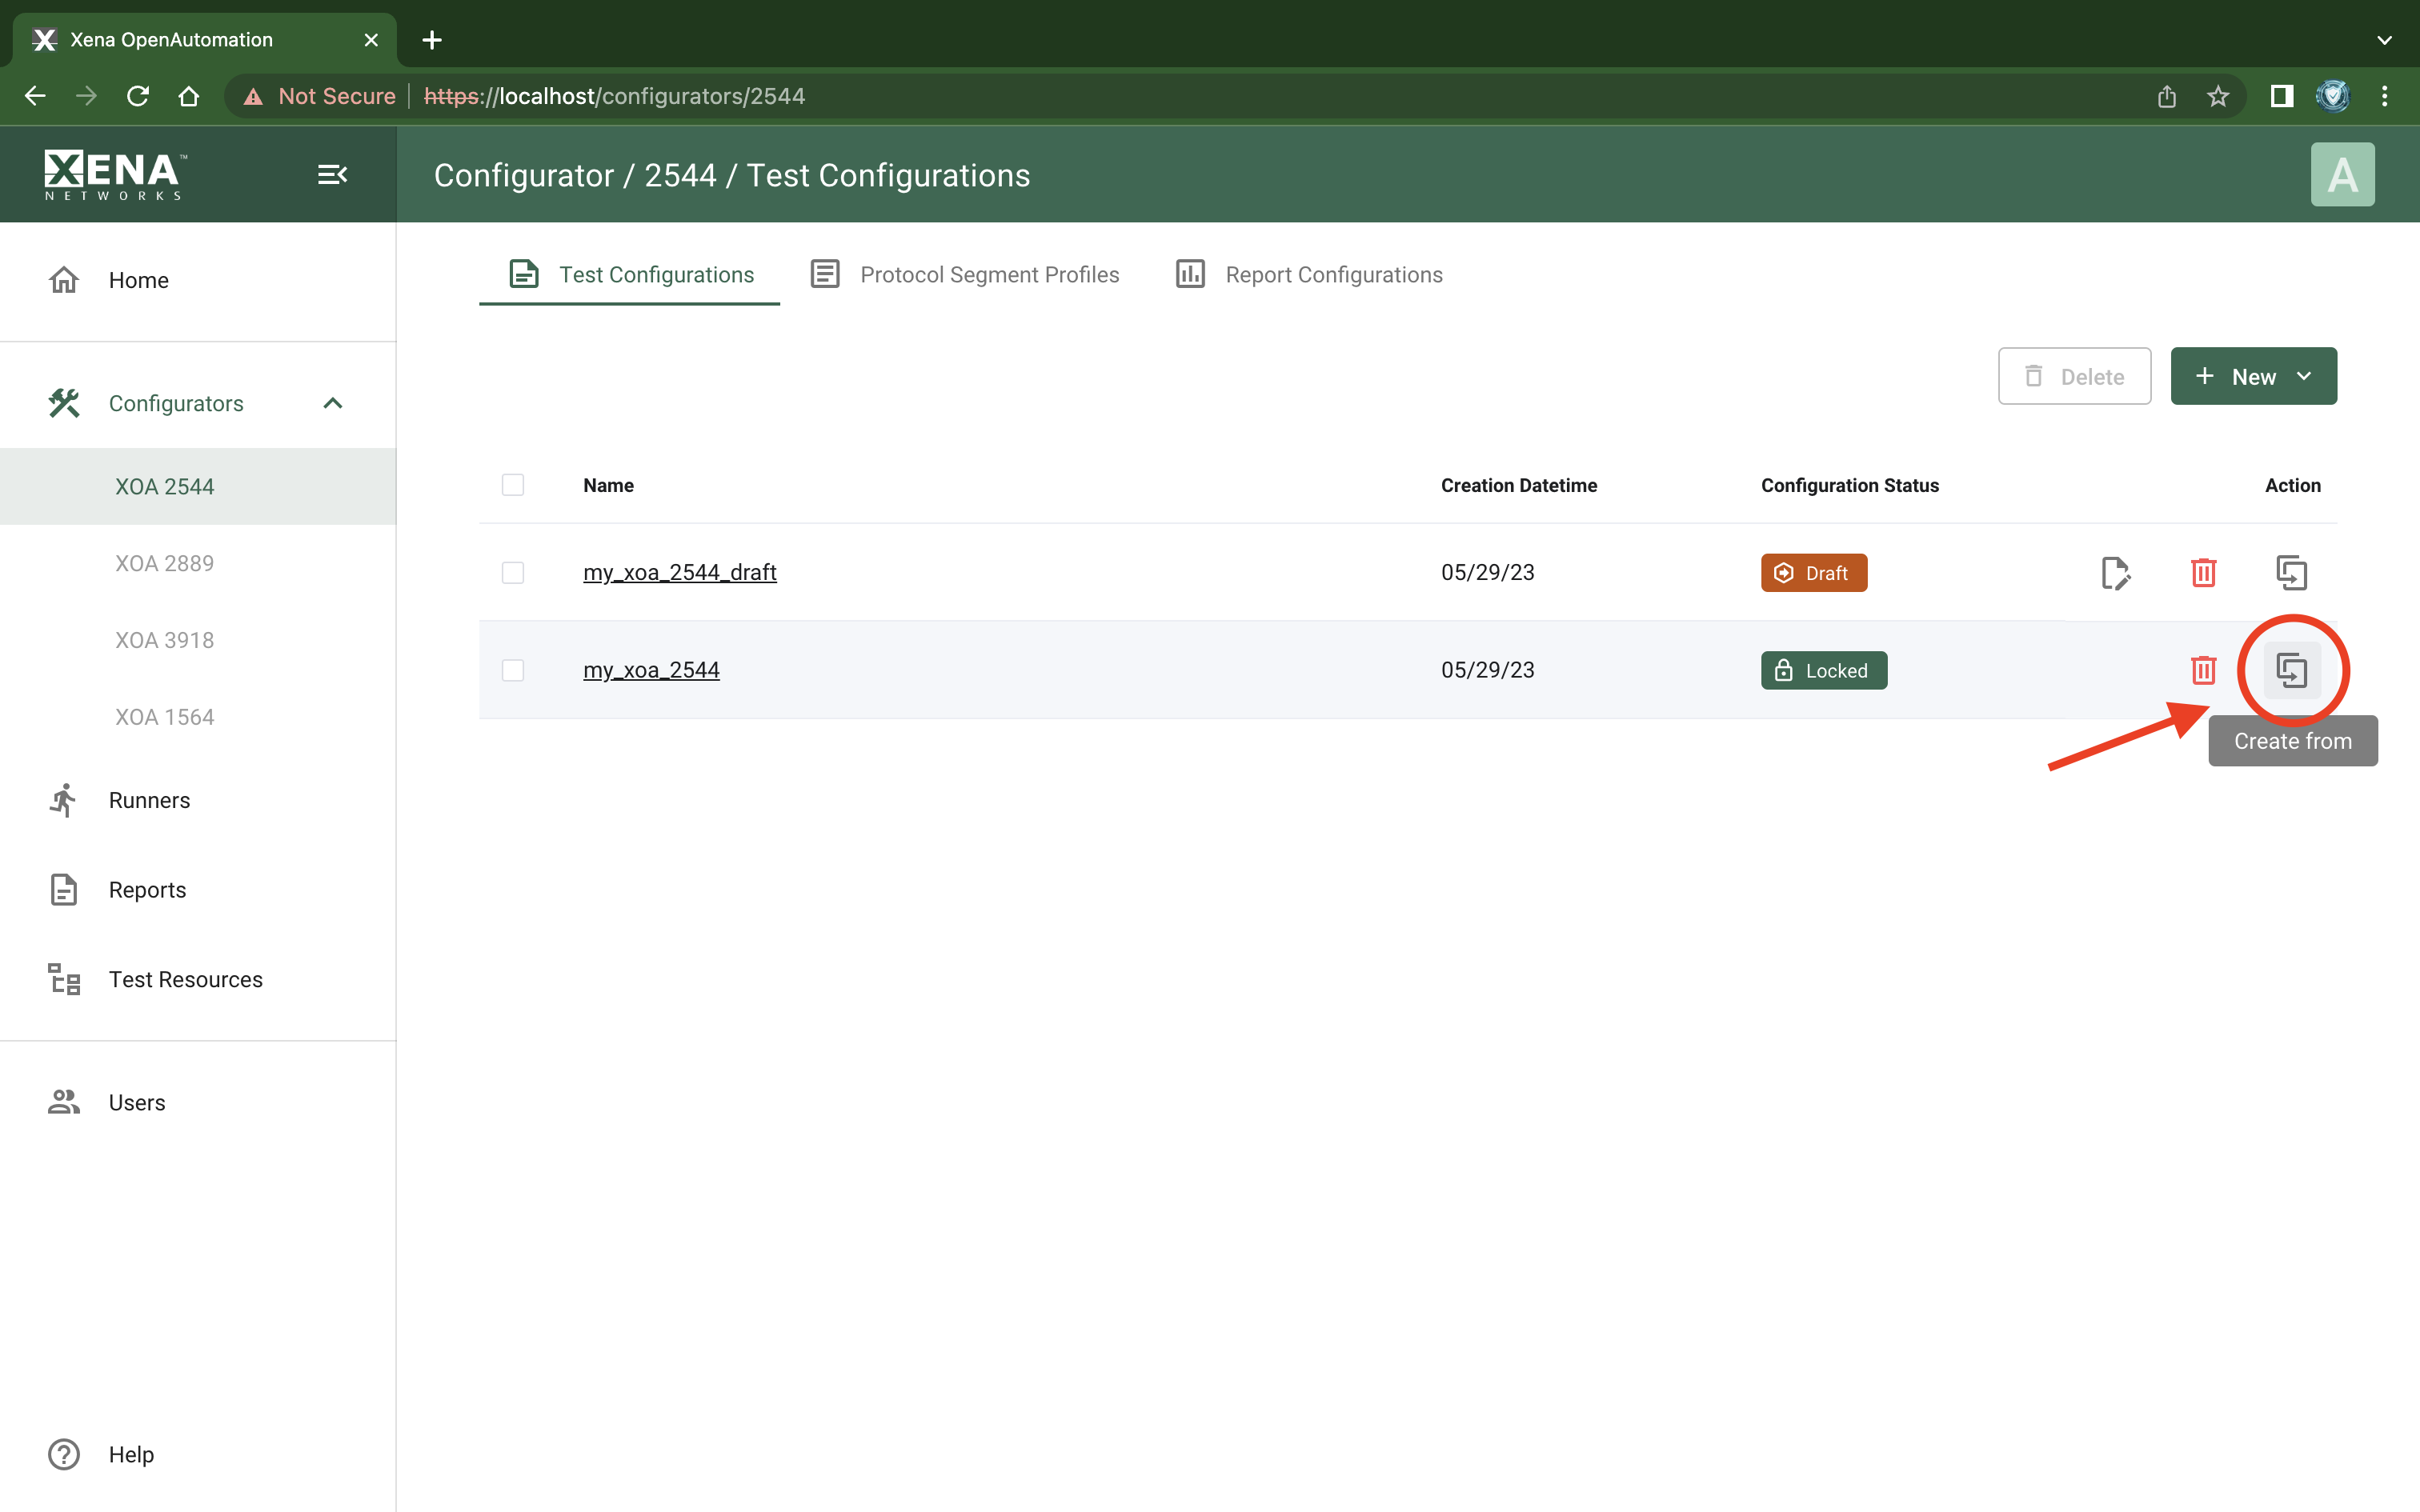 Xena OpenAutomation
Not Secure https://localhost/configurators/2544
XENA™
NETWORKS
Configurator / 2544 / Test Configurations
A
Home
Configurators
XOA 2544
XOA 2889
XOA 3918
XOA 1564
Runners
Reports
Test Resources
Users
Help
Test Configurations Protocol Segment Profiles Report Configurations
Delete New
Name Creation Datetime Configuration Status Action
my_xoa_2544_draft 05/29/23 Draft
my_xoa_2544 05/29/23 Locked
Create from